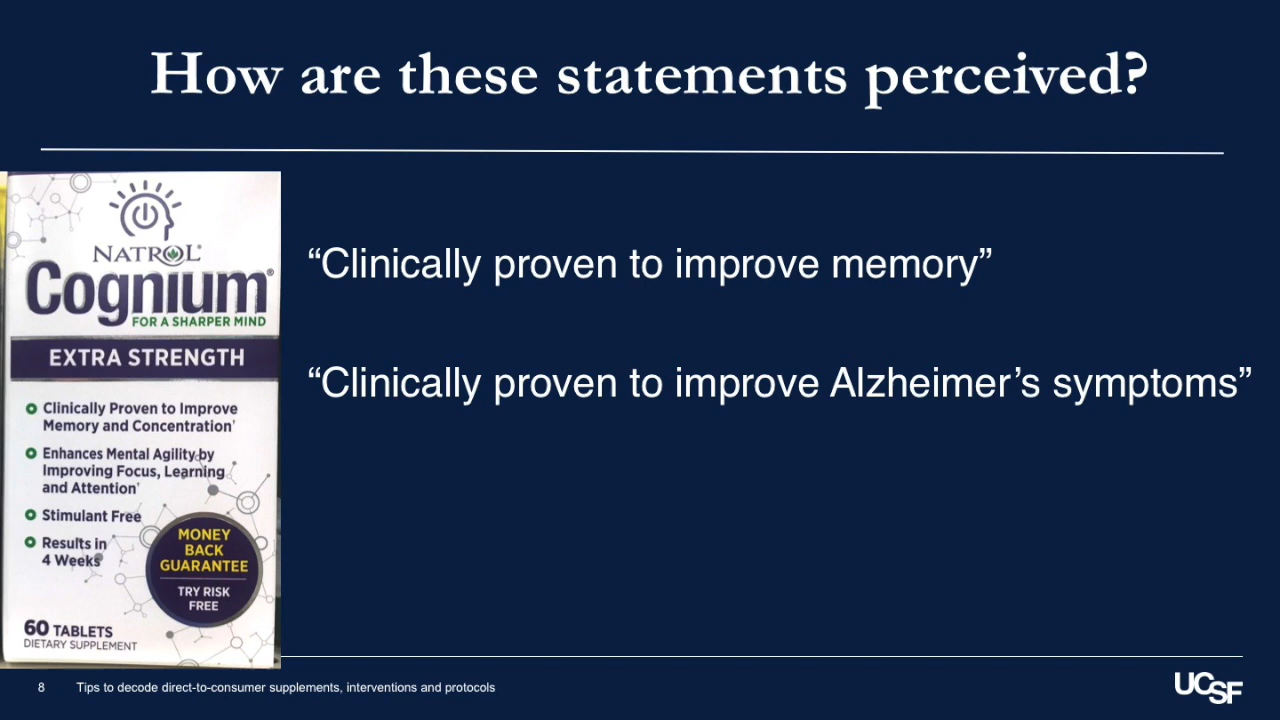 How are these statements perceived?
NATROL®
Cognium®
FOR A SHARPER MIND
EXTRA STRENGTH
Clinically Proven to Improve
Memory and Concentration†
Enhances Mental Agility by
Improving Focus, Learning
and Attention†
Stimulant Free
Results in
4 Weeks
MONEY
BACK
GUARANTEE
TRY RISK
FREE
60 TABLETS
DIETARY SUPPLEMENT
“Clinically proven to improve memory”
“Clinically proven to improve Alzheimer’s symptoms”
8 Tips to decode direct-to-consumer supplements, interventions and protocols
UCSF